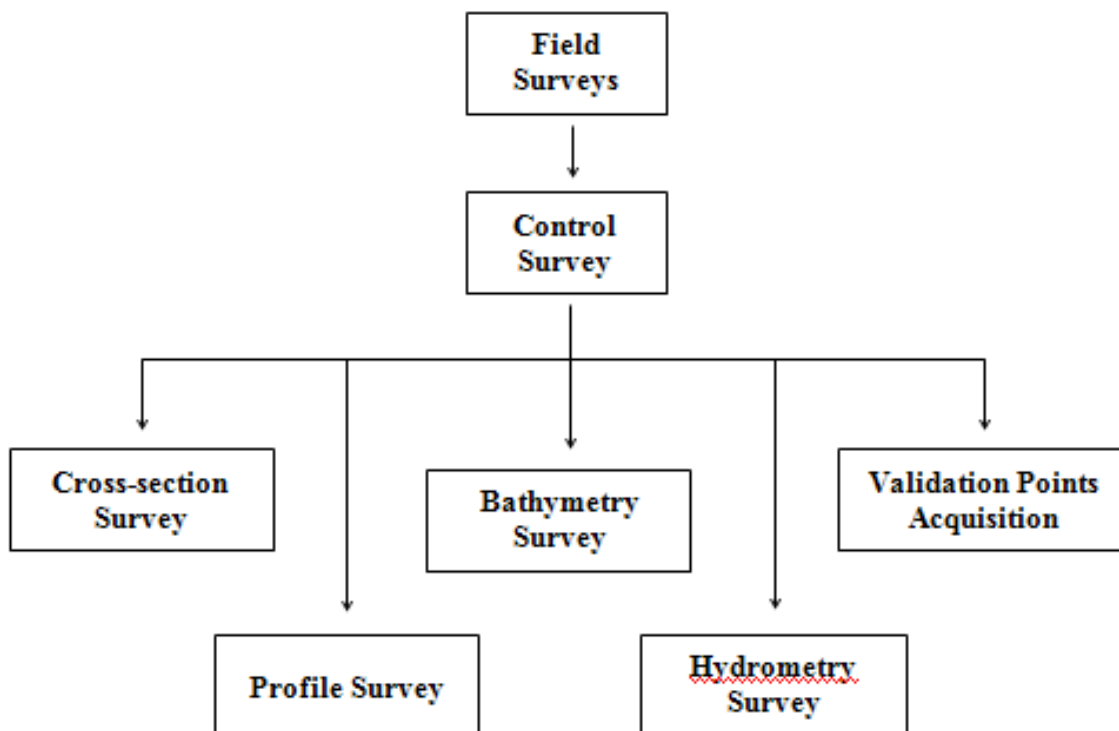 Field
Surveys
Control
Survey
Cross-section
Survey
Bathymetry
Survey
Validation Points
Acquisition
Profile Survey
Hydrometry
Survey